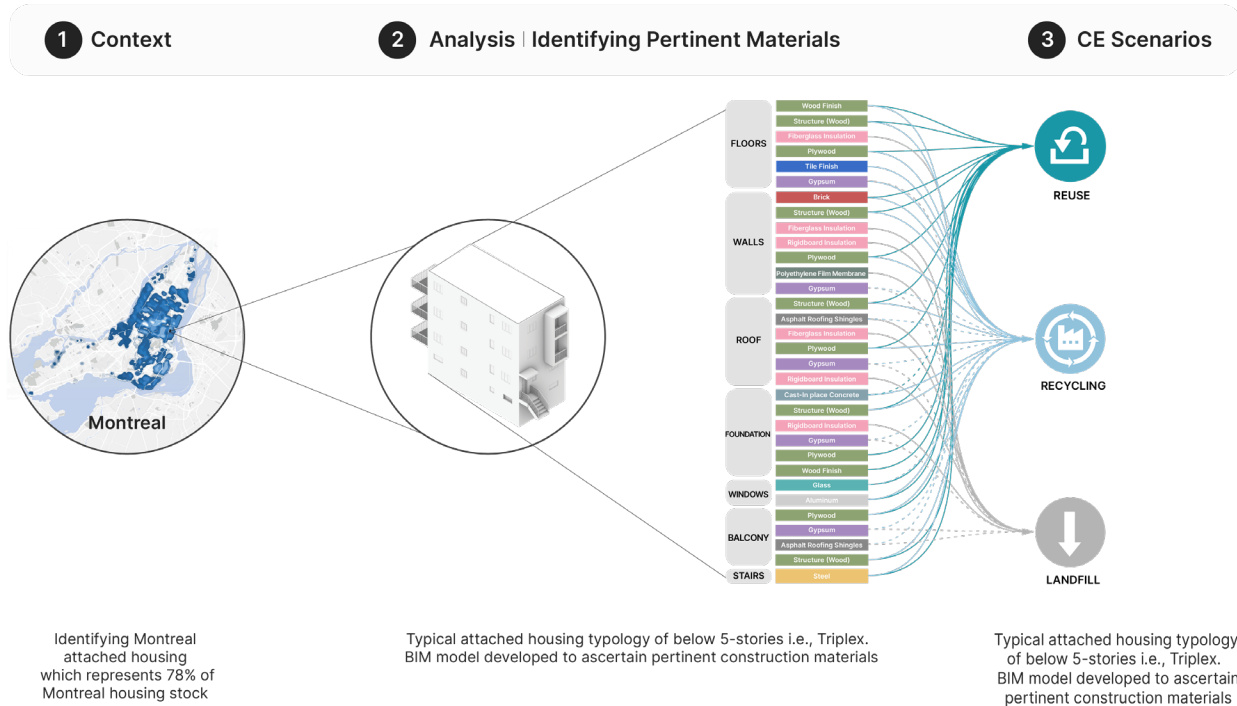 1 Context
2 Analysis | Identifying Pertinent Materials
3 CE Scenarios
Montreal
FLOORS
Wood Finish
Structure (Wood)
Fiberglass Insulation
Plywood
Tile Finish
Gypsum
WALLS
Brick
Structure (Wood)
Fiberglass Insulation
Rigidboard Insulation
Plywood
Polyethylene Film Membrane
Gypsum
ROOF
Structure (Wood)
Asphalt Roofing Shingles
Fiberglass Insulation
Plywood
Gypsum
Rigidboard Insulation
FOUNDATION
Cast-In place Concrete
Structure (Wood)
Rigidboard Insulation
Gypsum
Plywood
Wood Finish
WINDOWS
Glass
Aluminum
BALCONY
Plywood
Gypsum
Asphalt Roofing Shingles
Structure (Wood)
STAIRS
Steel
REUSE
RECYCLING
LANDFILL
Identifying Montreal
attached housing
which represents 78% of
Montreal housing stock
Typical attached housing typology of below 5-stories i.e., Triplex.
BIM model developed to ascertain pertinent construction materials
Typical attached housing typology
of below 5-stories i.e., Triplex.
BIM model developed to ascertain
pertinent construction materials